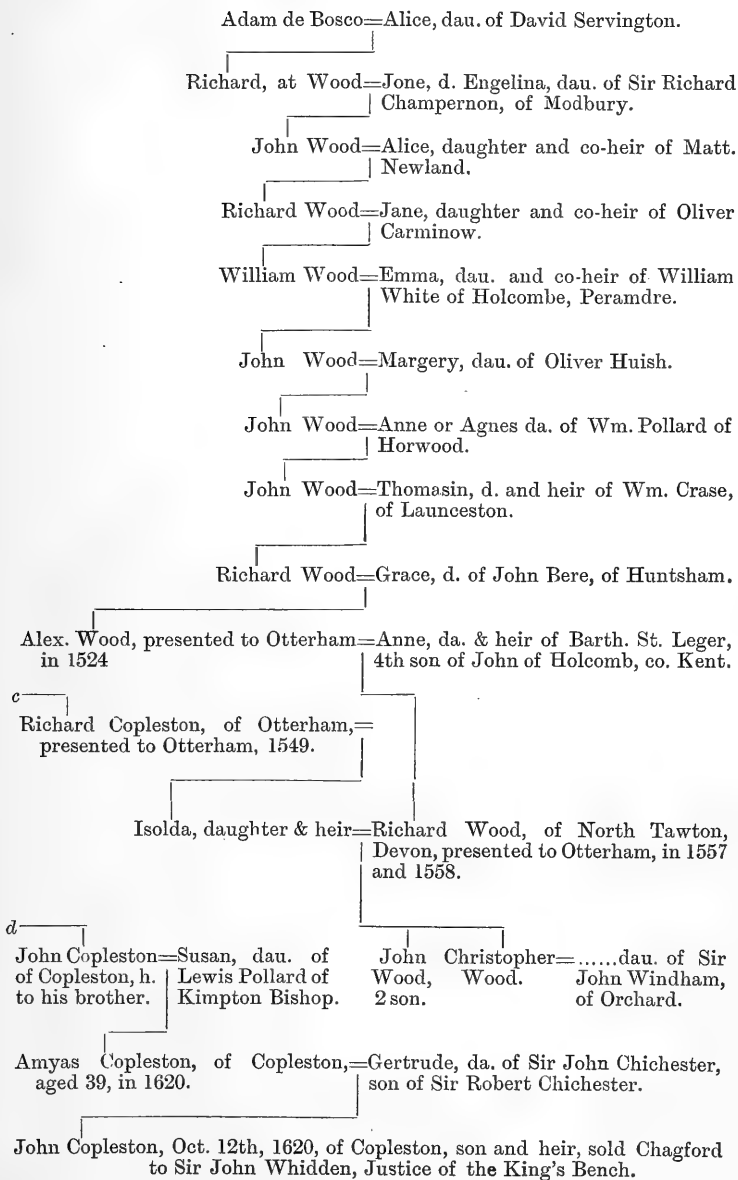 Adam de Bosco=Alice, dau. of David Servington.
Richard, at Wood=Jone, d. Engelina, dau. of Sir Richard
Champernon, of Modbury.
John Wood=Alice, daughter and co-heir of Matt.
Newland.
Richard Wood=Jane, daughter and co-heir of Oliver
Carminow.
William Wood=Emma, dau. and co-heir of William
White of Holcombe, Peramdre.
John Wood=Margery, dau. of Oliver Huish.
John Wood=Anne or Agnes da. of Wm. Pollard of
Horwood.
John Wood=Thomasin, d. and heir of Wm. Crase,
of Launceston.
Richard Wood=Grace, d. of John Bere, of Huntsham.
Alex. Wood, presented to Otterham=Anne, da. & heir of Barth. St. Leger,
in 1524 4th son of John of Holcomb, co. Kent.
c
Richard Copleston, of Otterham,=
presented to Otterham, 1549.
Isolda, daughter & heir=Richard Wood, of North Tawton,
Devon, presented to Otterham, in 1557
and 1558.
d
John Copleston=Susan, dau. of John Christopher=......dau. of Sir
of Copleston, h. Lewis Pollard of Wood, Wood. John Windham,
to his brother. Kimpton Bishop. 2 son. of Orchard.
Amyas Copleston, of Copleston,=Gertrude, da. of Sir John Chichester,
aged 39, in 1620. son of Sir Robert Chichester.
John Copleston, Oct. 12th, 1620, of Copleston, son and heir, sold Chagford
to Sir John Whidden, Justice of the King's Bench.